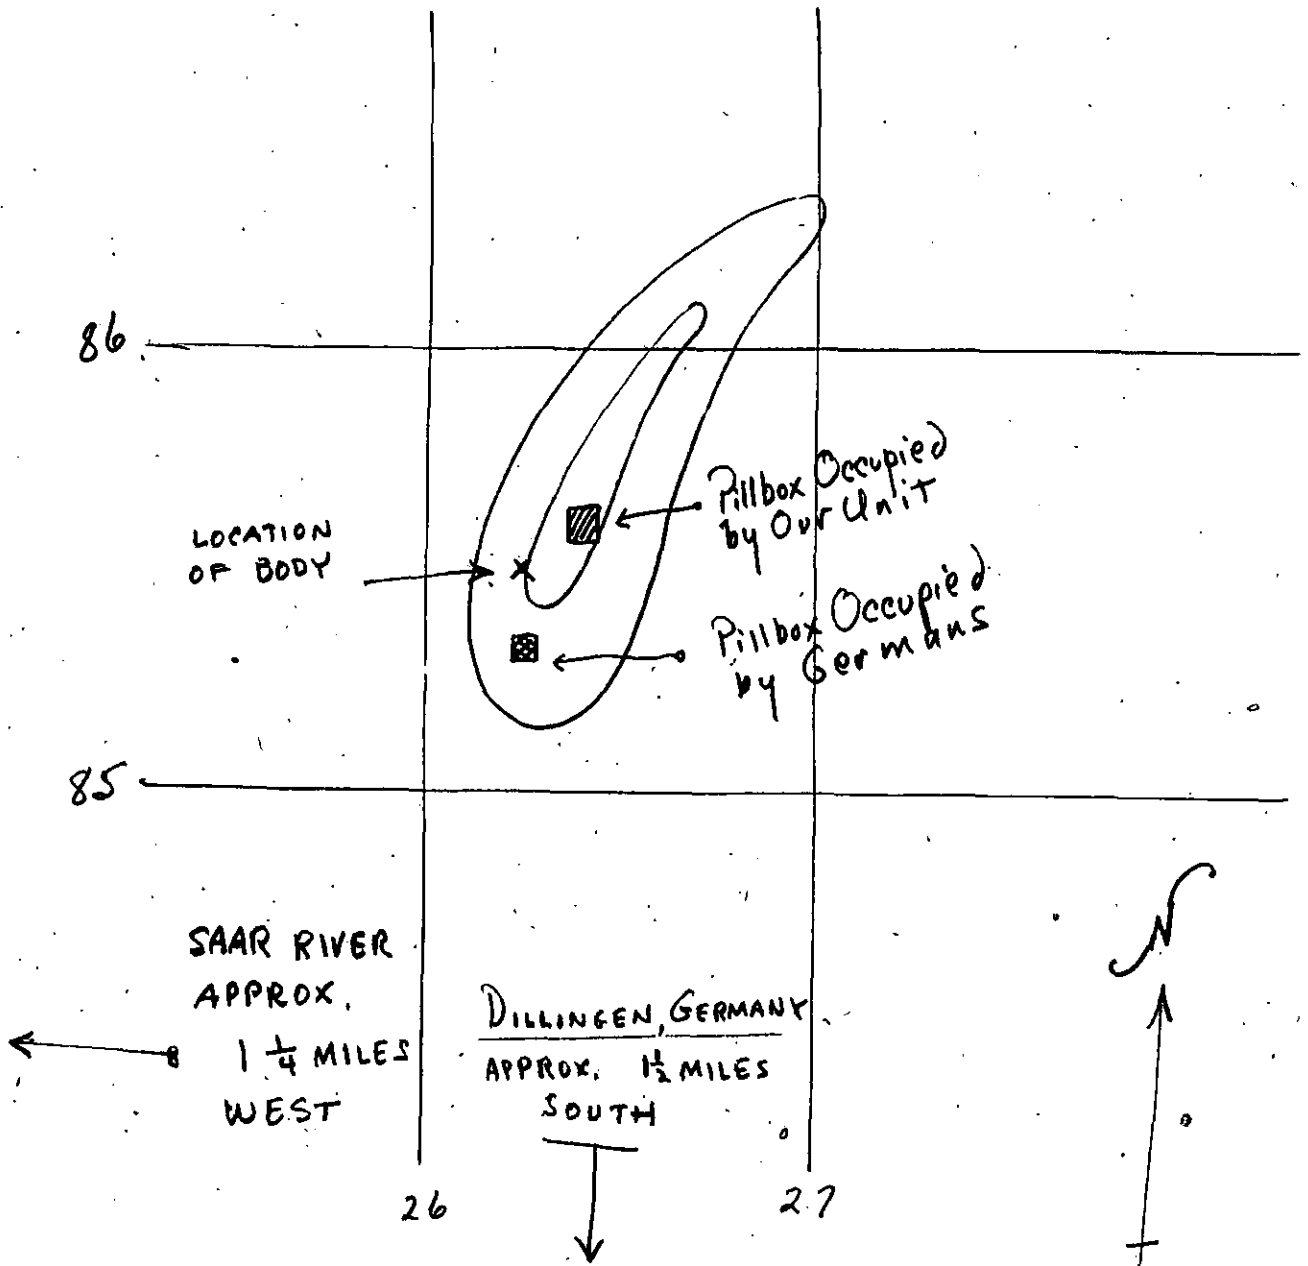 86
Pillbox Occupied
by Our Unit
LOCATION
OF BODY
Pillbox Occupied
by Germans
85
N
SAAR RIVER
APPROX.
1 1/4 MILES
WEST
DILLINGEN, GERMANY
APPROX. 1 1/2 MILES
SOUTH
26
27